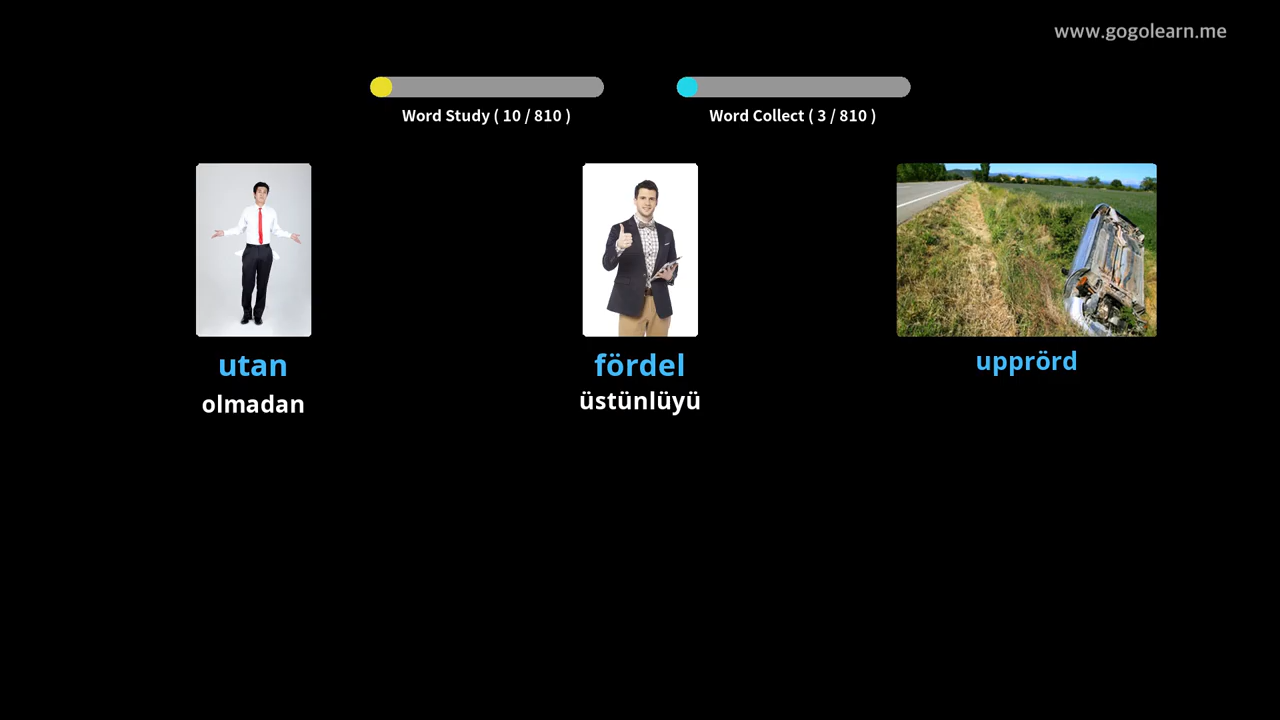 www.gogolearn.me
Word Study ( 10 / 810 )
Word Collect ( 3 / 810 )
utan
olmadan
fördel
üstünlüyü
upprörd